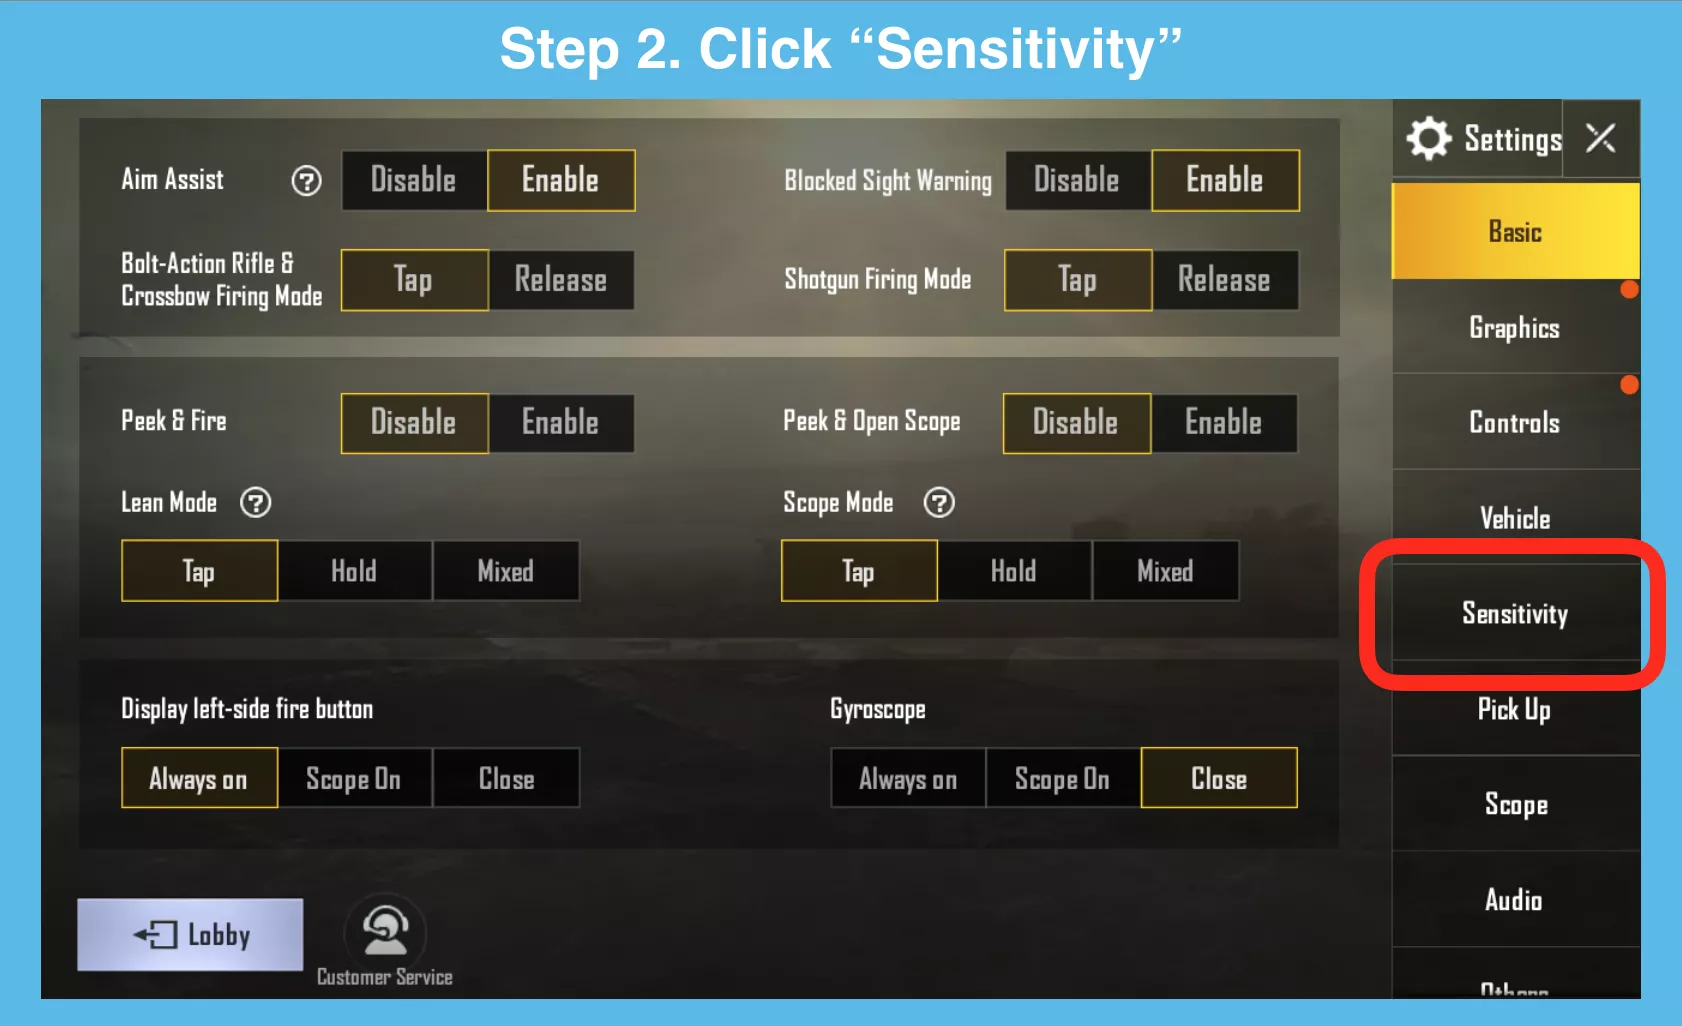 Step 2. Click “Sensitivity”
Settings
Aim Assist ? Disable Enable
Blocked Sight Warning Disable Enable
Bolt-Action Rifle &
Crossbow Firing Mode
Tap Release
Shotgun Firing Mode Tap Release
Peek & Fire Disable Enable
Peek & Open Scope Disable Enable
Lean Mode ?
Tap Hold Mixed
Scope Mode ?
Tap Hold Mixed
Display left-side fire button
Always on Scope On Close
Gyroscope
Always on Scope On Close
Lobby
Customer Service
Basic
Graphics
Controls
Vehicle
Sensitivity
Pick Up
Scope
Audio